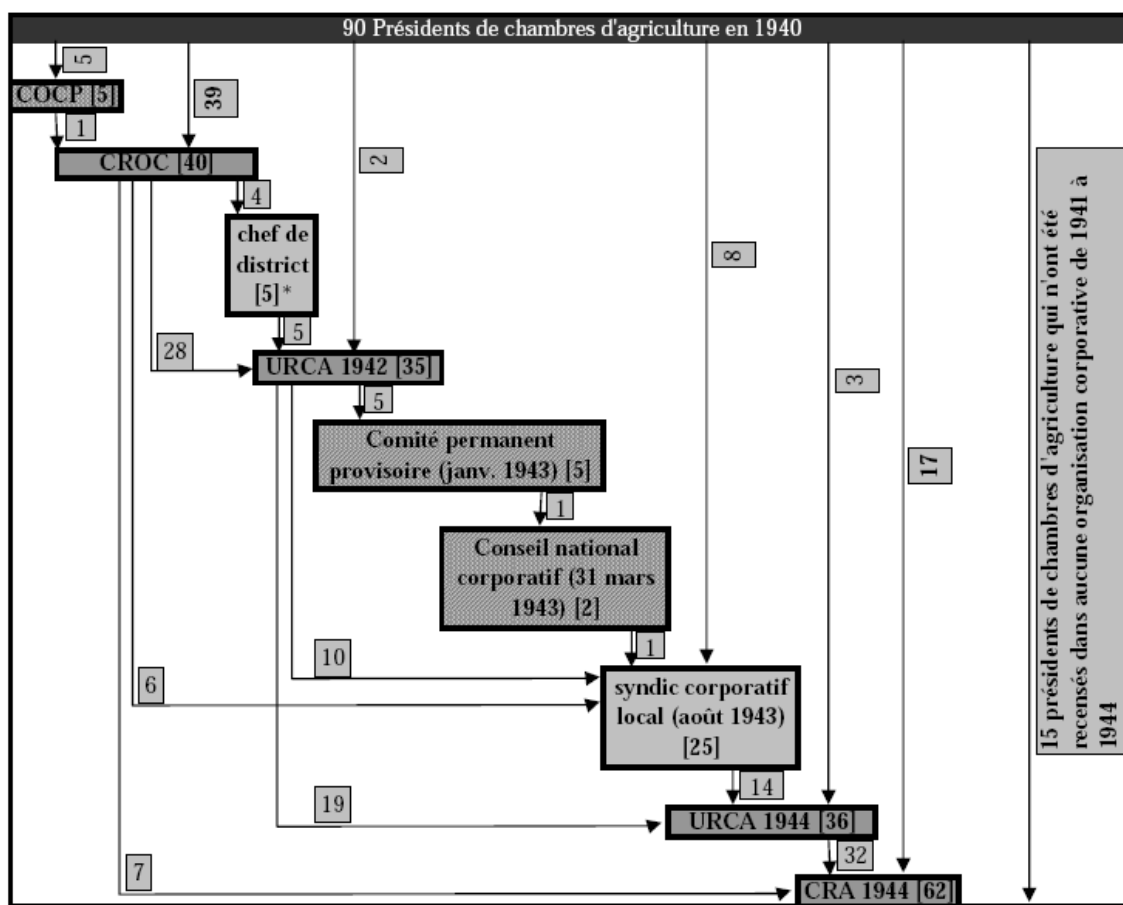 90 Présidents de chambres d'agriculture en 1940
5
COCP [5]
39
1
CROC [40]
2
4
chef de
district
[5]*
8
5
28
URCA 1942 [35]
5
3
Comité permanent
provisoire (janv. 1943) [5]
17
1
Conseil national
corporatif (31 mars
1943) [2]
1
10
6
syndic corporatif
local (août 1943)
[25]
14
19
URCA 1944 [36]
32
7
CRA 1944 [62]
15 présidents de chambres d'agriculture qui n'ont été
recensés dans aucune organisation corporative de 1941 à
1944